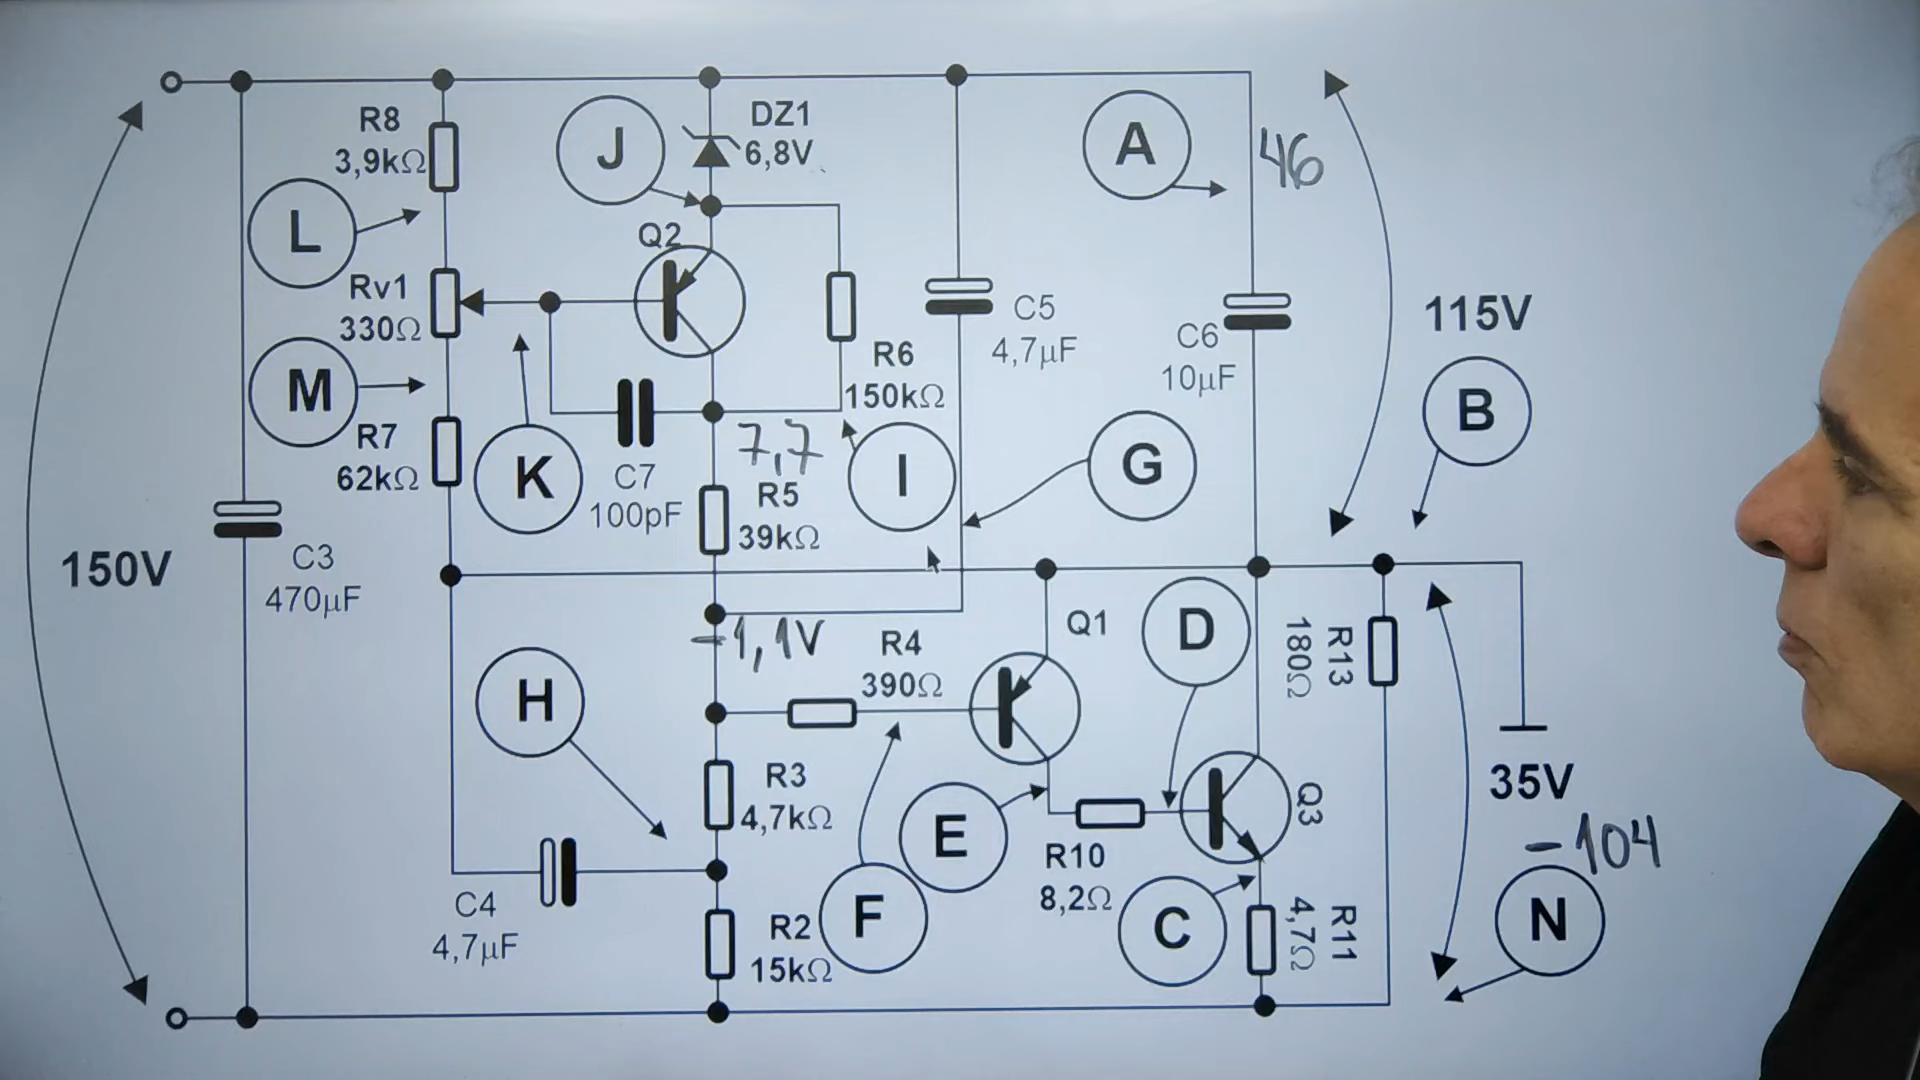 R8
3,9kΩ
J
DZ1
6,8V
A
46
L
Q2
Rv1
330Ω
115V
C5
4,7µF
C6
10µF
R6
150kΩ
M
B
R7
62kΩ
K
C7
100pF
7,7
I
G
R5
39kΩ
150V
C3
470µF
-1,1V
R4
390Ω
Q1
D
R13
180Ω
H
R3
4,7kΩ
35V
-104
E
Q3
R10
8,2Ω
C4
4,7µF
R2
15kΩ
F
C
R11
4,7Ω
N